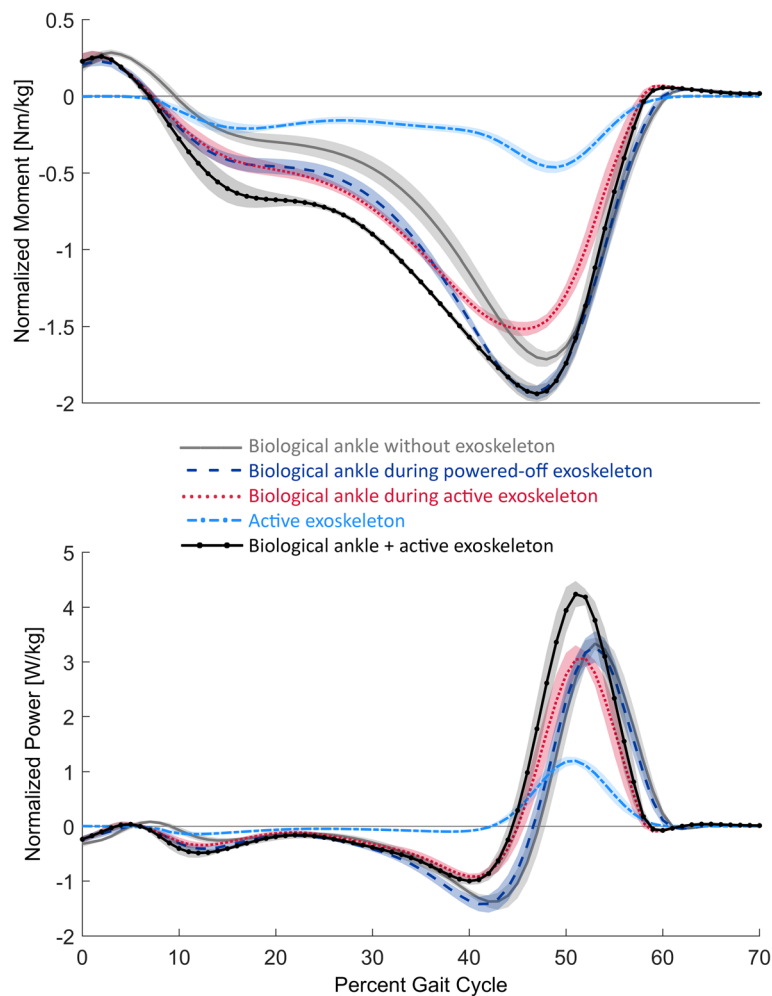 0.5
0
-0.5
-1
-1.5
-2
Normalized Moment [Nm/kg]
Biological ankle without exoskeleton
Biological ankle during powered-off exoskeleton
Biological ankle during active exoskeleton
Active exoskeleton
Biological ankle + active exoskeleton
5
4
3
2
1
0
-1
-2
Normalized Power [W/kg]
0 10 20 30 40 50 60 70
Percent Gait Cycle